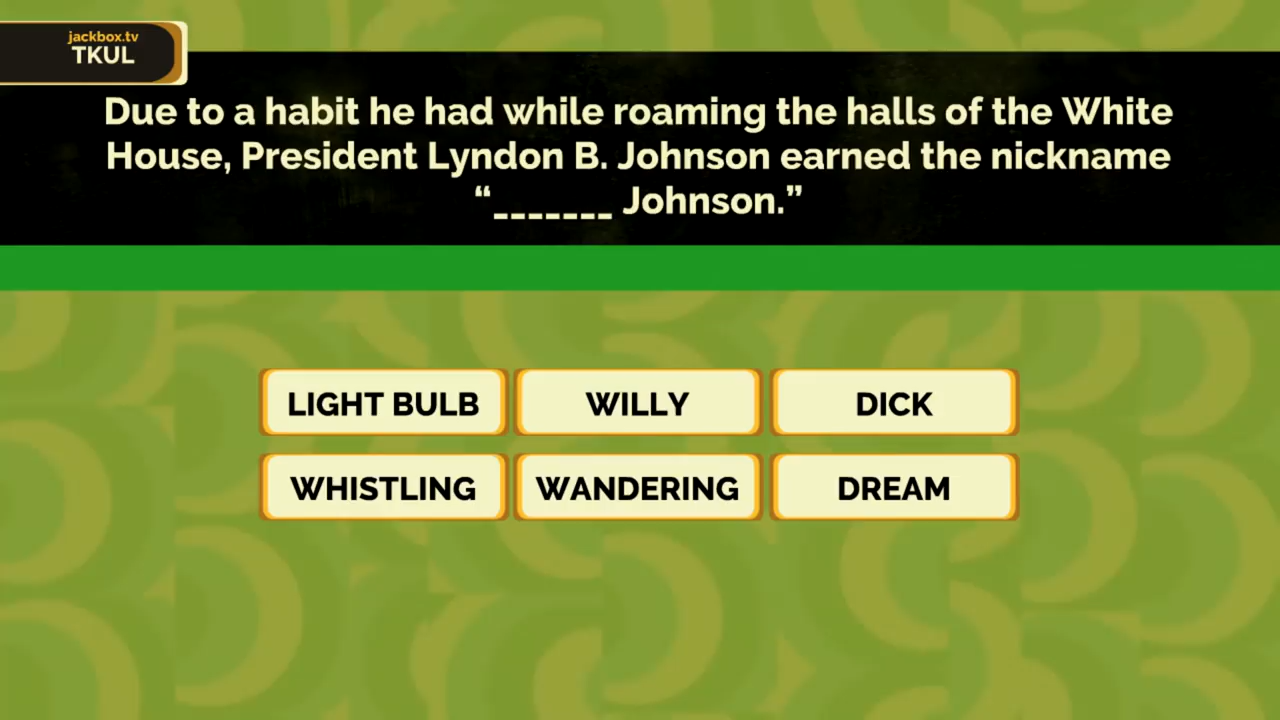 jackbox.tv
TKUL
Due to a habit he had while roaming the halls of the White
House, President Lyndon B. Johnson earned the nickname
“_______ Johnson.”
LIGHT BULB
WILLY
DICK
WHISTLING
WANDERING
DREAM